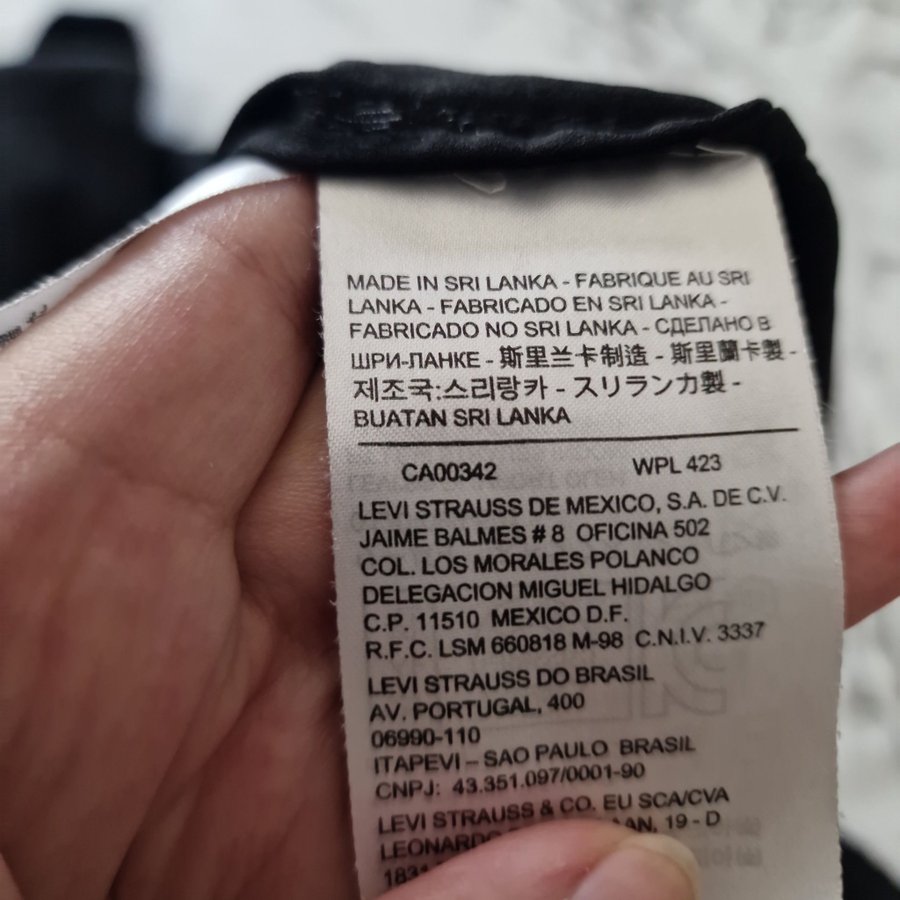 MADE IN SRI LANKA - FABRIQUE AU SRI
LANKA - FABRICADO EN SRI LANKA -
FABRICADO NO SRI LANKA - СДЕЛАНО В
ШРИ-ЛАНКЕ - 斯里兰卡制造 - 斯里蘭卡製 -
제조국:스리랑카 - スリランカ製 -
BUATAN SRI LANKA
CA00342 WPL 423
LEVI STRAUSS DE MEXICO, S.A. DE C.V.
JAIME BALMES # 8 OFICINA 502
COL. LOS MORALES POLANCO
DELEGACION MIGUEL HIDALGO
C.P. 11510 MEXICO D.F.
R.F.C. LSM 660818 M-98 C.N.I.V. 3337
LEVI STRAUSS DO BRASIL
AV. PORTUGAL, 400
06990-110
ITAPEVI – SAO PAULO BRASIL
CNPJ: 43.351.097/0001-90
LEVI STRAUSS & CO. EU SCA/CVA
LEONARDO 19 - D
1831